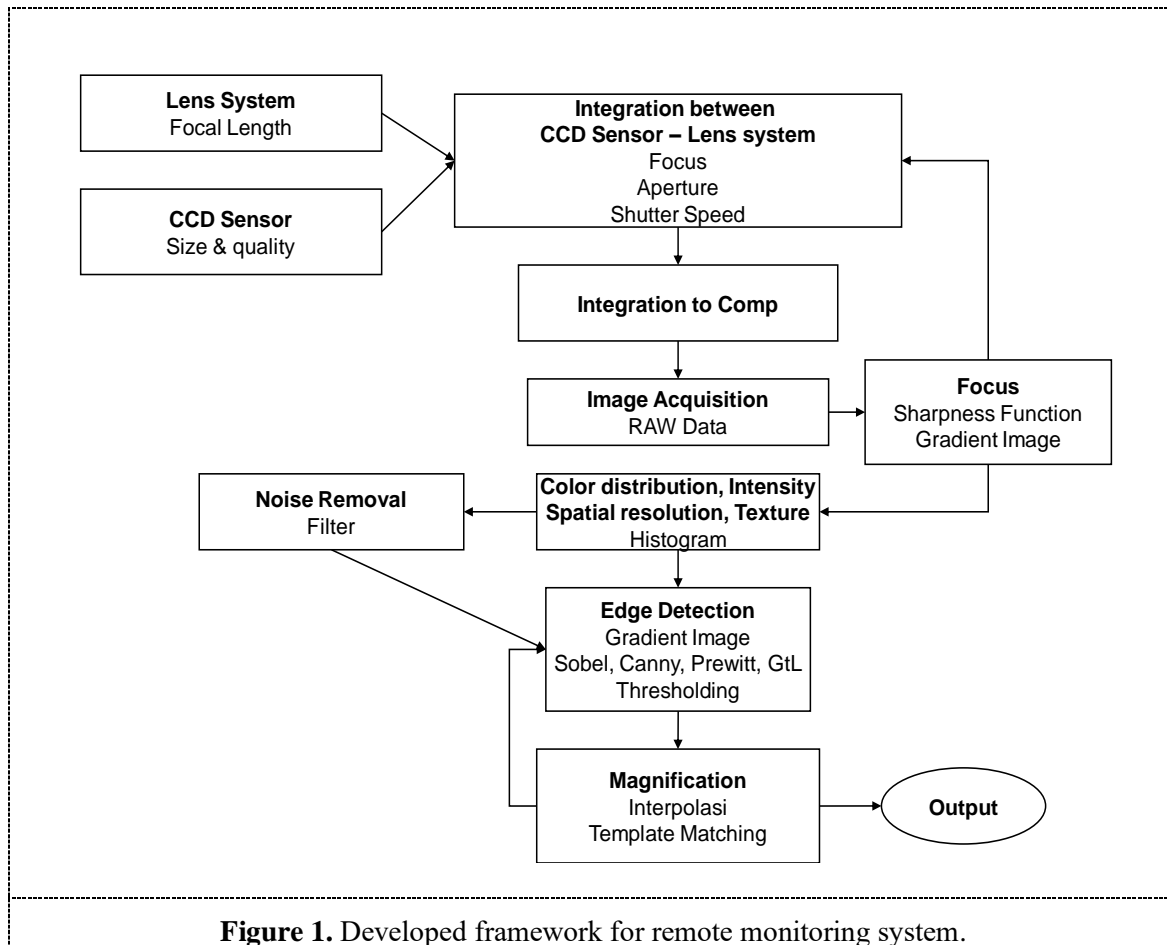 Lens System
Focal Length
CCD Sensor
Size & quality
Integration between
CCD Sensor – Lens system
Focus
Aperture
Shutter Speed
Integration to Comp
Image Acquisition
RAW Data
Focus
Sharpness Function
Gradient Image
Color distribution, Intensity
Spatial resolution, Texture
Histogram
Noise Removal
Filter
Edge Detection
Gradient Image
Sobel, Canny, Prewitt, GtL
Thresholding
Magnification
Interpolasi
Template Matching
Output
Figure 1. Developed framework for remote monitoring system.